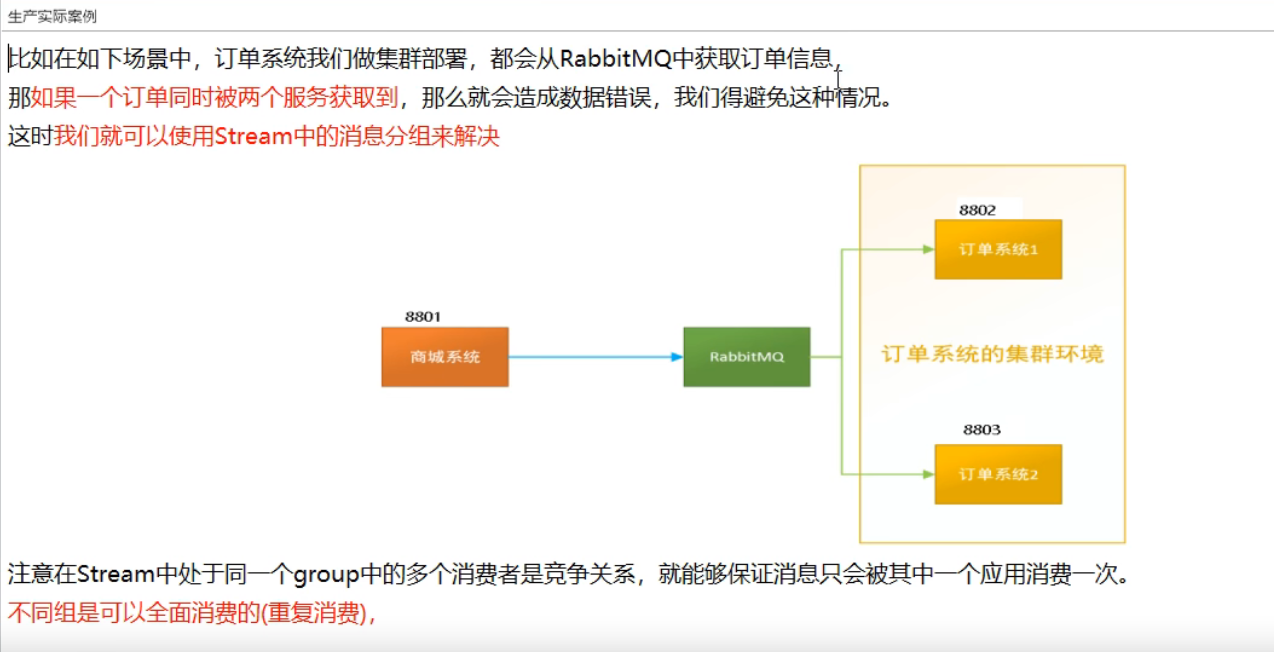 生产实际案例
比如在如下场景中，订单系统我们做集群部署，都会从RabbitMQ中获取订单信息，
那如果一个订单同时被两个服务获取到，那么就会造成数据错误，我们得避免这种情况。
这时我们就可以使用Stream中的消息分组来解决
8802
订单系统1
8801
商城系统
RabbitMQ
订单系统的集群环境
8803
订单系统2
注意在Stream中处于同一个group中的多个消费者是竞争关系，就能够保证消息只会被其中一个应用消费一次。
不同组是可以全面消费的(重复消费)，